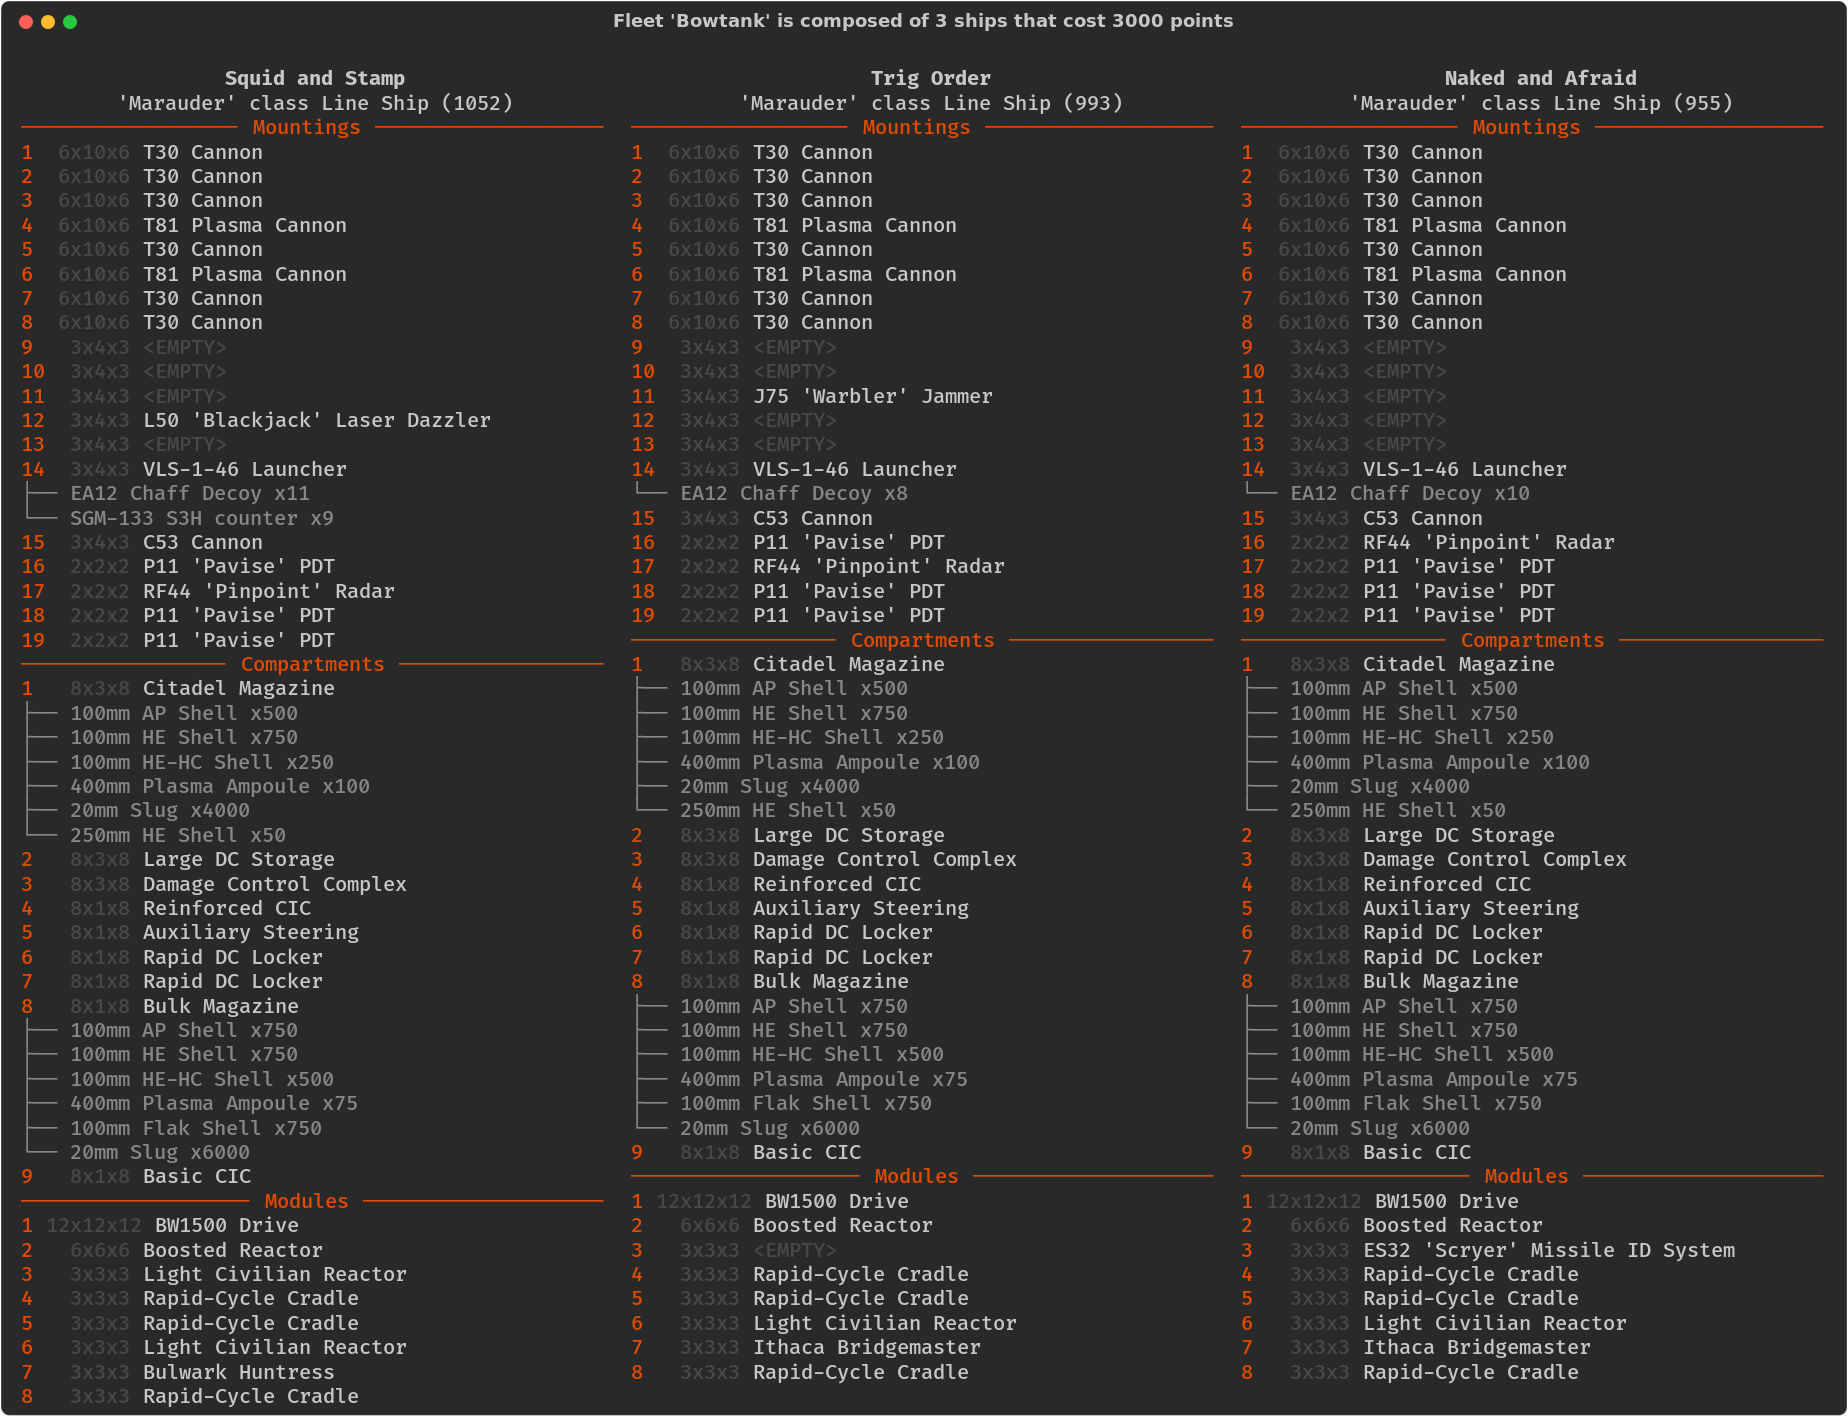 Fleet 'Bowtank' is composed of 3 ships that cost 3000 points
Squid and Stamp
'Marauder' class Line Ship (1052)
Mountings
1 6x10x6 T30 Cannon
2 6x10x6 T30 Cannon
3 6x10x6 T30 Cannon
4 6x10x6 T81 Plasma Cannon
5 6x10x6 T30 Cannon
6 6x10x6 T81 Plasma Cannon
7 6x10x6 T30 Cannon
8 6x10x6 T30 Cannon
9 3x4x3 <EMPTY>
10 3x4x3 <EMPTY>
11 3x4x3 <EMPTY>
12 3x4x3 L50 'Blackjack' Laser Dazzler
13 3x4x3 <EMPTY>
14 3x4x3 VLS-1-46 Launcher
EA12 Chaff Decoy x11
SGM-133 S3H counter x9
15 3x4x3 C53 Cannon
16 2x2x2 P11 'Pavise' PDT
17 2x2x2 RF44 'Pinpoint' Radar
18 2x2x2 P11 'Pavise' PDT
19 2x2x2 P11 'Pavise' PDT
Compartments
1 8x3x8 Citadel Magazine
100mm AP Shell x500
100mm HE Shell x750
100mm HE-HC Shell x250
400mm Plasma Ampoule x100
20mm Slug x4000
250mm HE Shell x50
2 8x3x8 Large DC Storage
3 8x3x8 Damage Control Complex
4 8x1x8 Reinforced CIC
5 8x1x8 Auxiliary Steering
6 8x1x8 Rapid DC Locker
7 8x1x8 Rapid DC Locker
8 8x1x8 Bulk Magazine
100mm AP Shell x750
100mm HE Shell x750
100mm HE-HC Shell x500
400mm Plasma Ampoule x75
100mm Flak Shell x750
20mm Slug x6000
9 8x1x8 Basic CIC
Modules
1 12x12x12 BW1500 Drive
2 6x6x6 Boosted Reactor
3 3x3x3 Light Civilian Reactor
4 3x3x3 Rapid-Cycle Cradle
5 3x3x3 Rapid-Cycle Cradle
6 3x3x3 Light Civilian Reactor
7 3x3x3 Bulwark Huntress
8 3x3x3 Rapid-Cycle Cradle
Trig Order
'Marauder' class Line Ship (993)
Mountings
1 6x10x6 T30 Cannon
2 6x10x6 T30 Cannon
3 6x10x6 T30 Cannon
4 6x10x6 T81 Plasma Cannon
5 6x10x6 T30 Cannon
6 6x10x6 T81 Plasma Cannon
7 6x10x6 T30 Cannon
8 6x10x6 T30 Cannon
9 3x4x3 <EMPTY>
10 3x4x3 <EMPTY>
11 3x4x3 J75 'Warbler' Jammer
12 3x4x3 <EMPTY>
13 3x4x3 <EMPTY>
14 3x4x3 VLS-1-46 Launcher
EA12 Chaff Decoy x8
15 3x4x3 C53 Cannon
16 2x2x2 P11 'Pavise' PDT
17 2x2x2 RF44 'Pinpoint' Radar
18 2x2x2 P11 'Pavise' PDT
19 2x2x2 P11 'Pavise' PDT
Compartments
1 8x3x8 Citadel Magazine
100mm AP Shell x500
100mm HE Shell x750
100mm HE-HC Shell x250
400mm Plasma Ampoule x100
20mm Slug x4000
250mm HE Shell x50
2 8x3x8 Large DC Storage
3 8x3x8 Damage Control Complex
4 8x1x8 Reinforced CIC
5 8x1x8 Auxiliary Steering
6 8x1x8 Rapid DC Locker
7 8x1x8 Rapid DC Locker
8 8x1x8 Bulk Magazine
100mm AP Shell x750
100mm HE Shell x750
100mm HE-HC Shell x500
400mm Plasma Ampoule x75
100mm Flak Shell x750
20mm Slug x6000
9 8x1x8 Basic CIC
Modules
1 12x12x12 BW1500 Drive
2 6x6x6 Boosted Reactor
3 3x3x3 <EMPTY>
4 3x3x3 Rapid-Cycle Cradle
5 3x3x3 Rapid-Cycle Cradle
6 3x3x3 Light Civilian Reactor
7 3x3x3 Ithaca Bridgemaster
8 3x3x3 Rapid-Cycle Cradle
Naked and Afraid
'Marauder' class Line Ship (955)
Mountings
1 6x10x6 T30 Cannon
2 6x10x6 T30 Cannon
3 6x10x6 T30 Cannon
4 6x10x6 T81 Plasma Cannon
5 6x10x6 T30 Cannon
6 6x10x6 T81 Plasma Cannon
7 6x10x6 T30 Cannon
8 6x10x6 T30 Cannon
9 3x4x3 <EMPTY>
10 3x4x3 <EMPTY>
11 3x4x3 <EMPTY>
12 3x4x3 <EMPTY>
13 3x4x3 <EMPTY>
14 3x4x3 VLS-1-46 Launcher
EA12 Chaff Decoy x10
15 3x4x3 C53 Cannon
16 2x2x2 RF44 'Pinpoint' Radar
17 2x2x2 P11 'Pavise' PDT
18 2x2x2 P11 'Pavise' PDT
19 2x2x2 P11 'Pavise' PDT
Compartments
1 8x3x8 Citadel Magazine
100mm AP Shell x500
100mm HE Shell x750
100mm HE-HC Shell x250
400mm Plasma Ampoule x100
20mm Slug x4000
250mm HE Shell x50
2 8x3x8 Large DC Storage
3 8x3x8 Damage Control Complex
4 8x1x8 Reinforced CIC
5 8x1x8 Auxiliary Steering
6 8x1x8 Rapid DC Locker
7 8x1x8 Rapid DC Locker
8 8x1x8 Bulk Magazine
100mm AP Shell x750
100mm HE Shell x750
100mm HE-HC Shell x500
400mm Plasma Ampoule x75
100mm Flak Shell x750
20mm Slug x6000
9 8x1x8 Basic CIC
Modules
1 12x12x12 BW1500 Drive
2 6x6x6 Boosted Reactor
3 3x3x3 ES32 'Scryer' Missile ID System
4 3x3x3 Rapid-Cycle Cradle
5 3x3x3 Rapid-Cycle Cradle
6 3x3x3 Light Civilian Reactor
7 3x3x3 Ithaca Bridgemaster
8 3x3x3 Rapid-Cycle Cradle